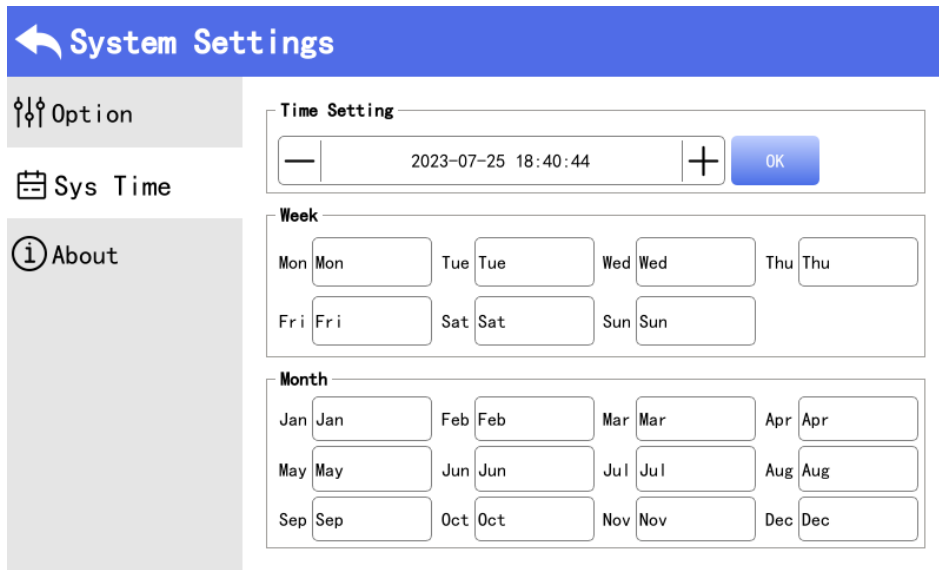 System Settings
Option
Sys Time
About
Time Setting
2023-07-25 18:40:44
OK
Week
Mon Mon Tue Tue Wed Wed Thu Thu
Fri Fri Sat Sat Sun Sun
Month
Jan Jan Feb Feb Mar Mar Apr Apr
May May Jun Jun Jul Jul Aug Aug
Sep Sep Oct Oct Nov Nov Dec Dec